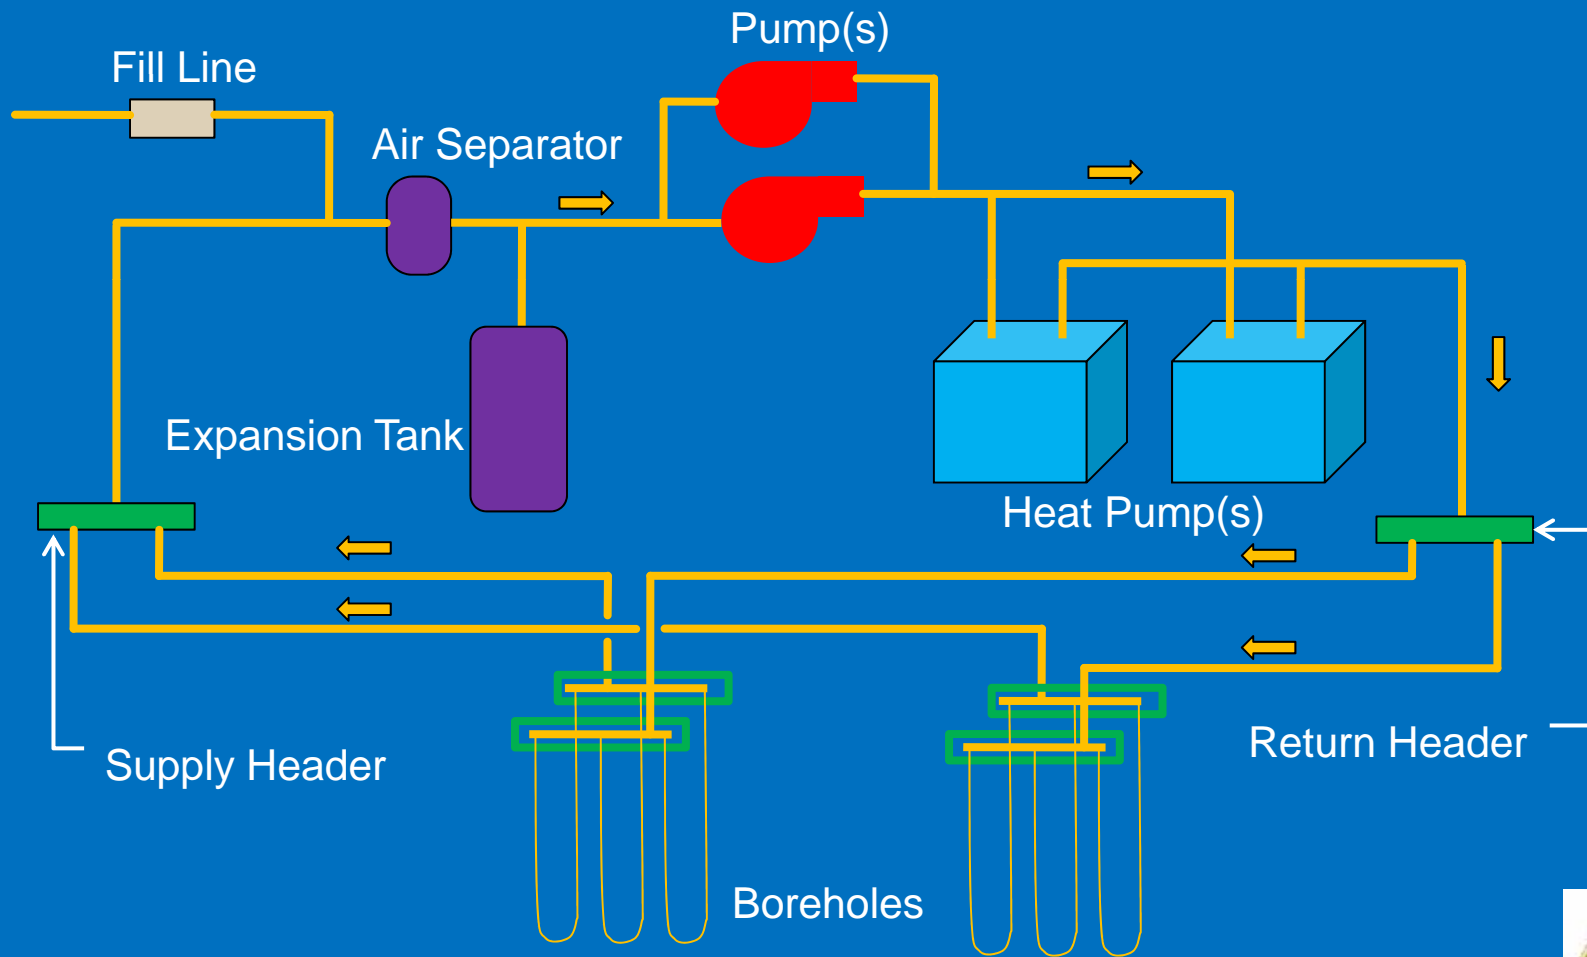 Pump(s)
Fill Line
Air Separator
Expansion Tank
Heat Pump(s)
Supply Header
Return Header
Boreholes